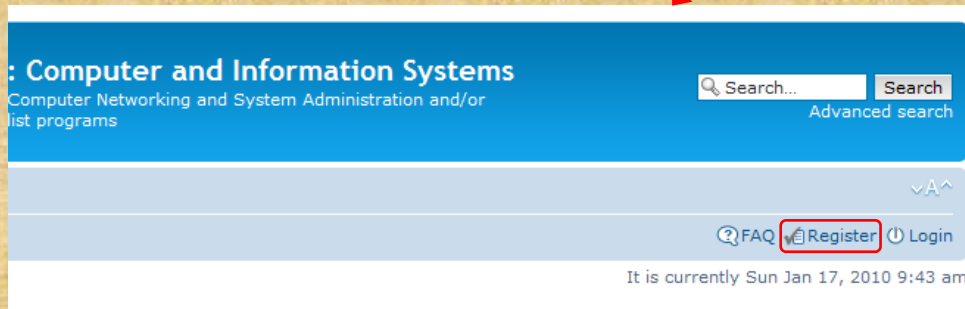 : Computer and Information Systems
Computer Networking and System Administration and/or
list programs
Search... Search
Advanced search
A
FAQ Register Login
It is currently Sun Jan 17, 2010 9:43 am